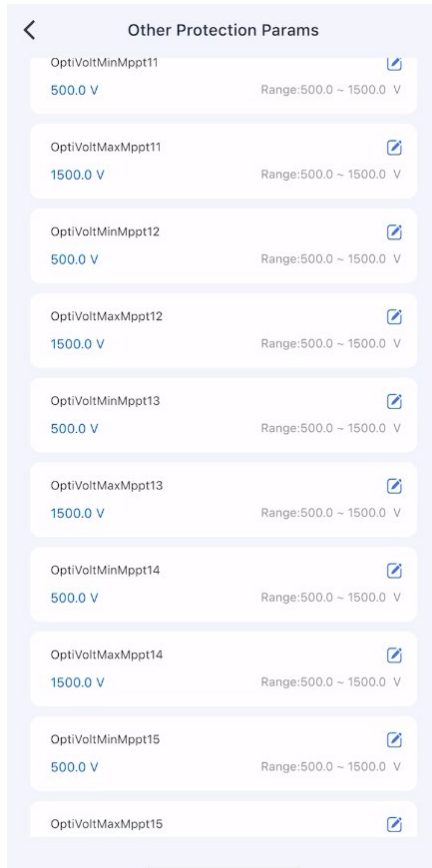 Other Protection Params
OptiVoltMinMppt11
500.0 V Range:500.0 ~ 1500.0 V
OptiVoltMaxMppt11
1500.0 V Range:500.0 ~ 1500.0 V
OptiVoltMinMppt12
500.0 V Range:500.0 ~ 1500.0 V
OptiVoltMaxMppt12
1500.0 V Range:500.0 ~ 1500.0 V
OptiVoltMinMppt13
500.0 V Range:500.0 ~ 1500.0 V
OptiVoltMaxMppt13
1500.0 V Range:500.0 ~ 1500.0 V
OptiVoltMinMppt14
500.0 V Range:500.0 ~ 1500.0 V
OptiVoltMaxMppt14
1500.0 V Range:500.0 ~ 1500.0 V
OptiVoltMinMppt15
500.0 V Range:500.0 ~ 1500.0 V
OptiVoltMaxMppt15